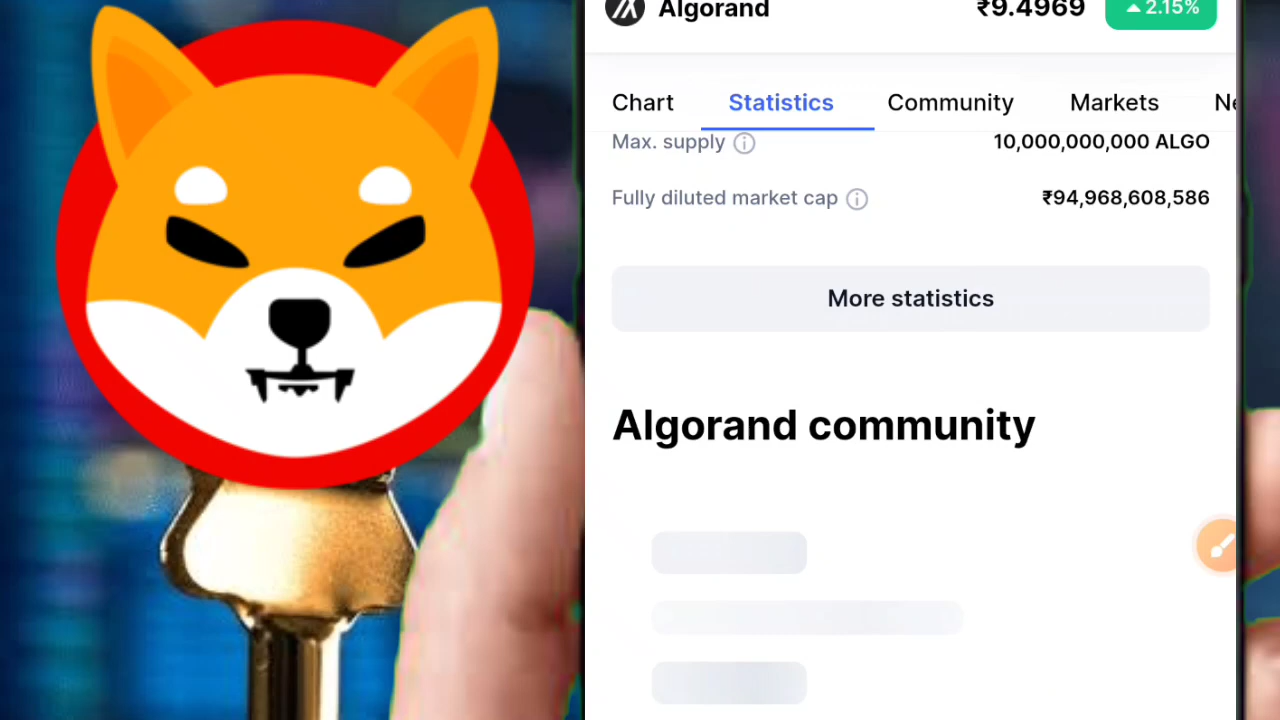 Algorand ₹9.4969 2.15%
Chart Statistics Community Markets
Max. supply 10,000,000,000 ALGO
Fully diluted market cap ₹94,968,608,586
More statistics
Algorand community